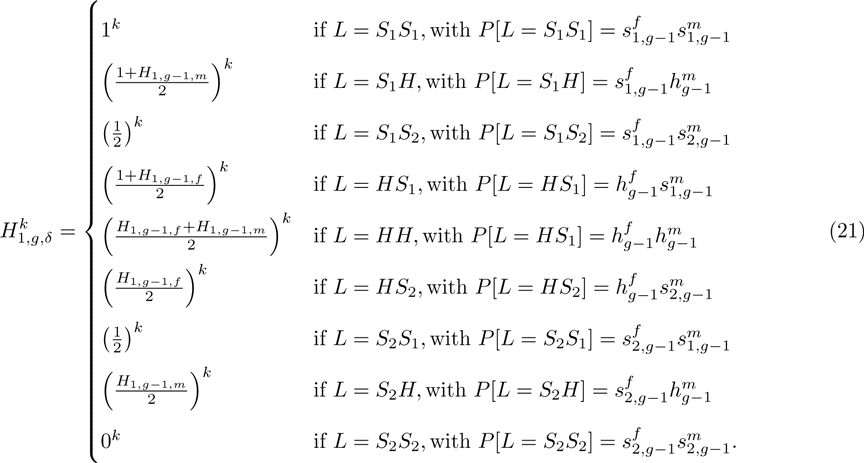 1^k if L = S_1S_1, with P[L = S_1S_1] = s^f_{1,g−1}s^m_{1,g−1}
((1+H_{1,g−1,m})/2)^k if L = S_1H, with P[L = S_1H] = s^f_{1,g−1}h^m_{g−1}
(1/2)^k if L = S_1S_2, with P[L = S_1S_2] = s^f_{1,g−1}s^m_{2,g−1}
((1+H_{1,g−1,f})/2)^k if L = HS_1, with P[L = HS_1] = h^f_{g−1}s^m_{1,g−1}
H^k_{1,g,δ} = { ((H_{1,g−1,f}+H_{1,g−1,m})/2)^k if L = HH, with P[L = HS_1] = h^f_{g−1}h^m_{g−1} (21)
((H_{1,g−1,f})/2)^k if L = HS_2, with P[L = HS_2] = h^f_{g−1}s^m_{2,g−1}
(1/2)^k if L = S_2S_1, with P[L = S_2S_1] = s^f_{2,g−1}s^m_{1,g−1}
((H_{1,g−1,m})/2)^k if L = S_2H, with P[L = S_2H] = s^f_{2,g−1}h^m_{g−1}
0^k if L = S_2S_2, with P[L = S_2S_2] = s^f_{2,g−1}s^m_{2,g−1}.